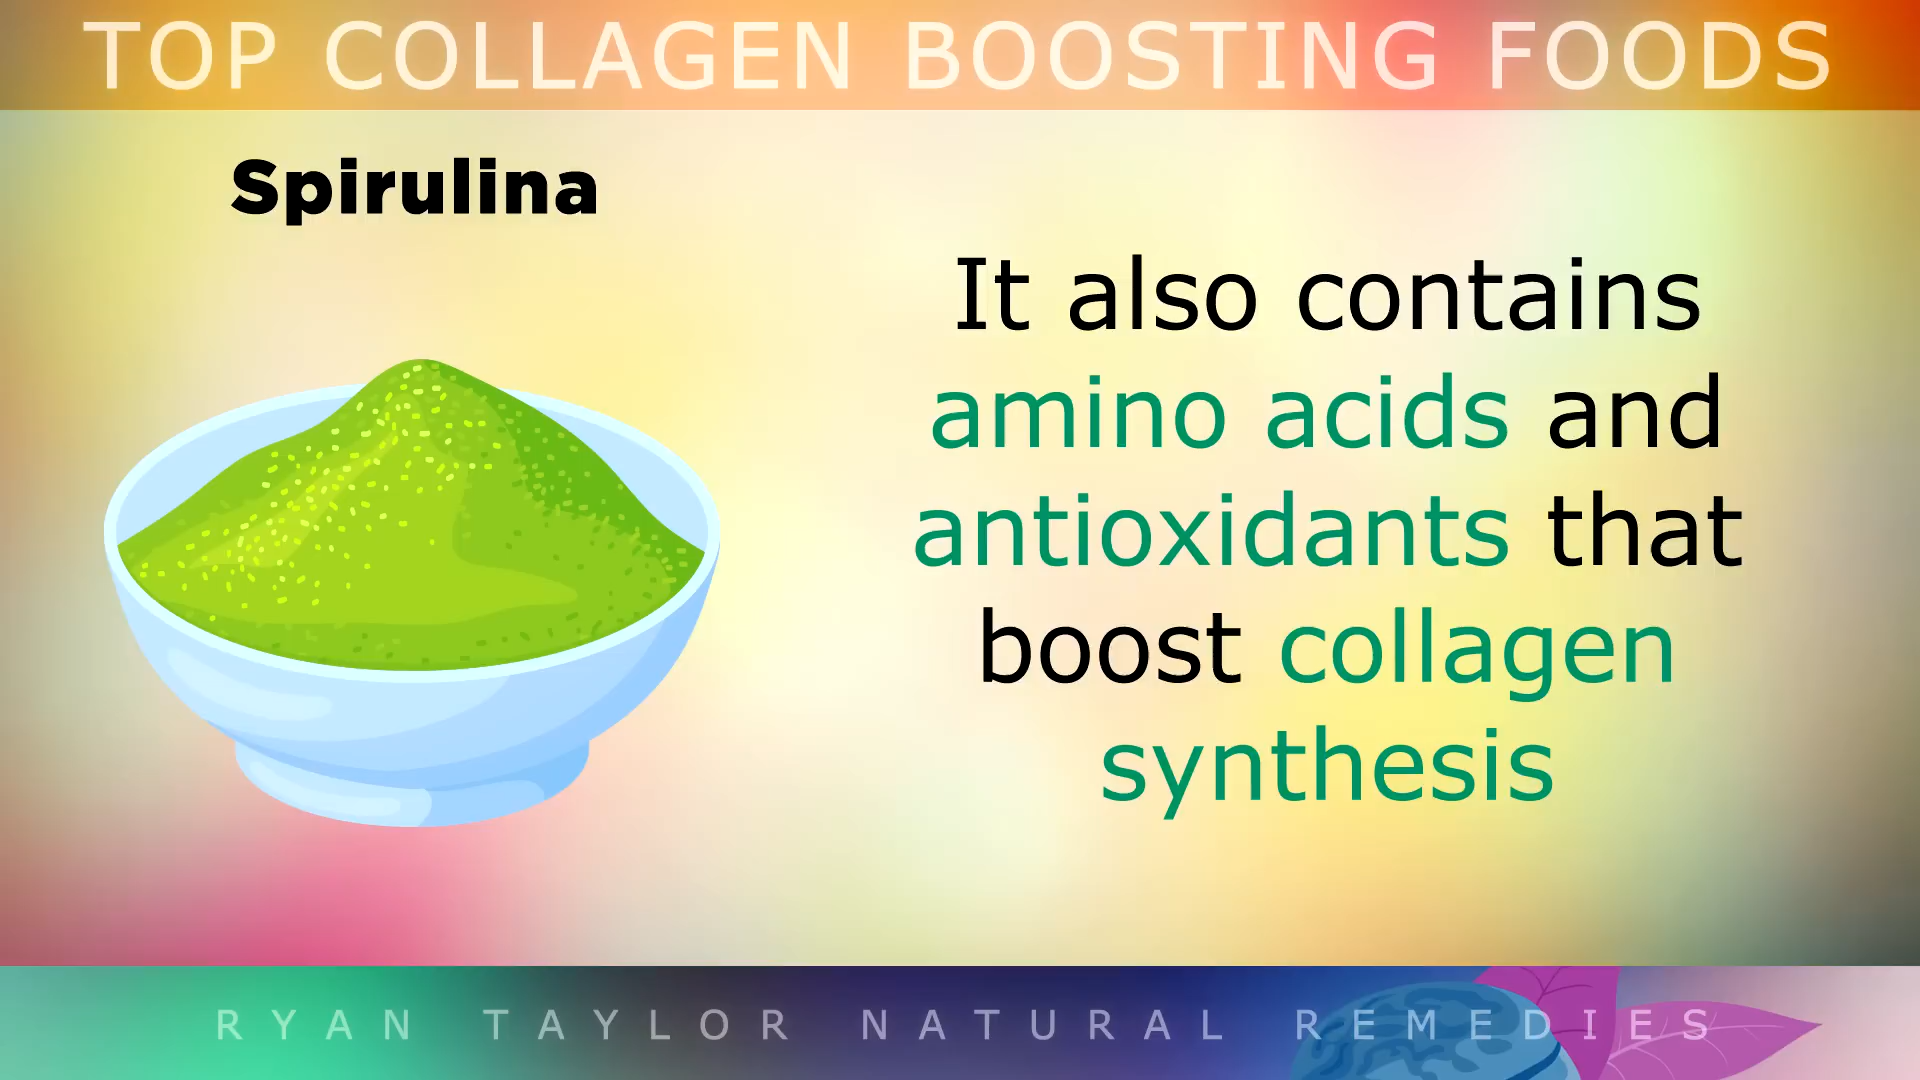 TOP COLLAGEN BOOSTING FOODS
Spirulina
It also contains
amino acids and
antioxidants that
boost collagen
synthesis
RYAN TAYLOR NATURAL REMEDIES